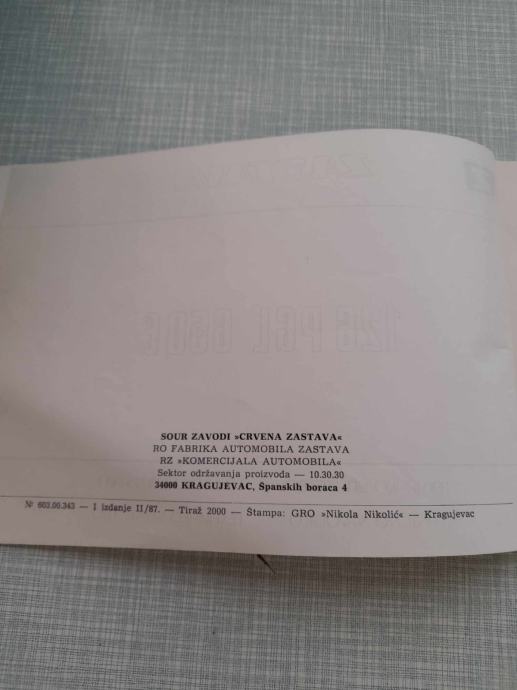 SOUR ZAVODI »CRVENA ZASTAVA«
RO FABRIKA AUTOMOBILA ZASTAVA
RZ »KOMERCIJALA AUTOMOBILA«
Sektor održavanja proizvoda — 10.30.30
34000 KRAGUJEVAC, Španskih boraca 4
№ 603.00.343 — I izdanje II/87. — Tiraž 2000 — Štampa: GRO »Nikola Nikolić« — Kragujevac